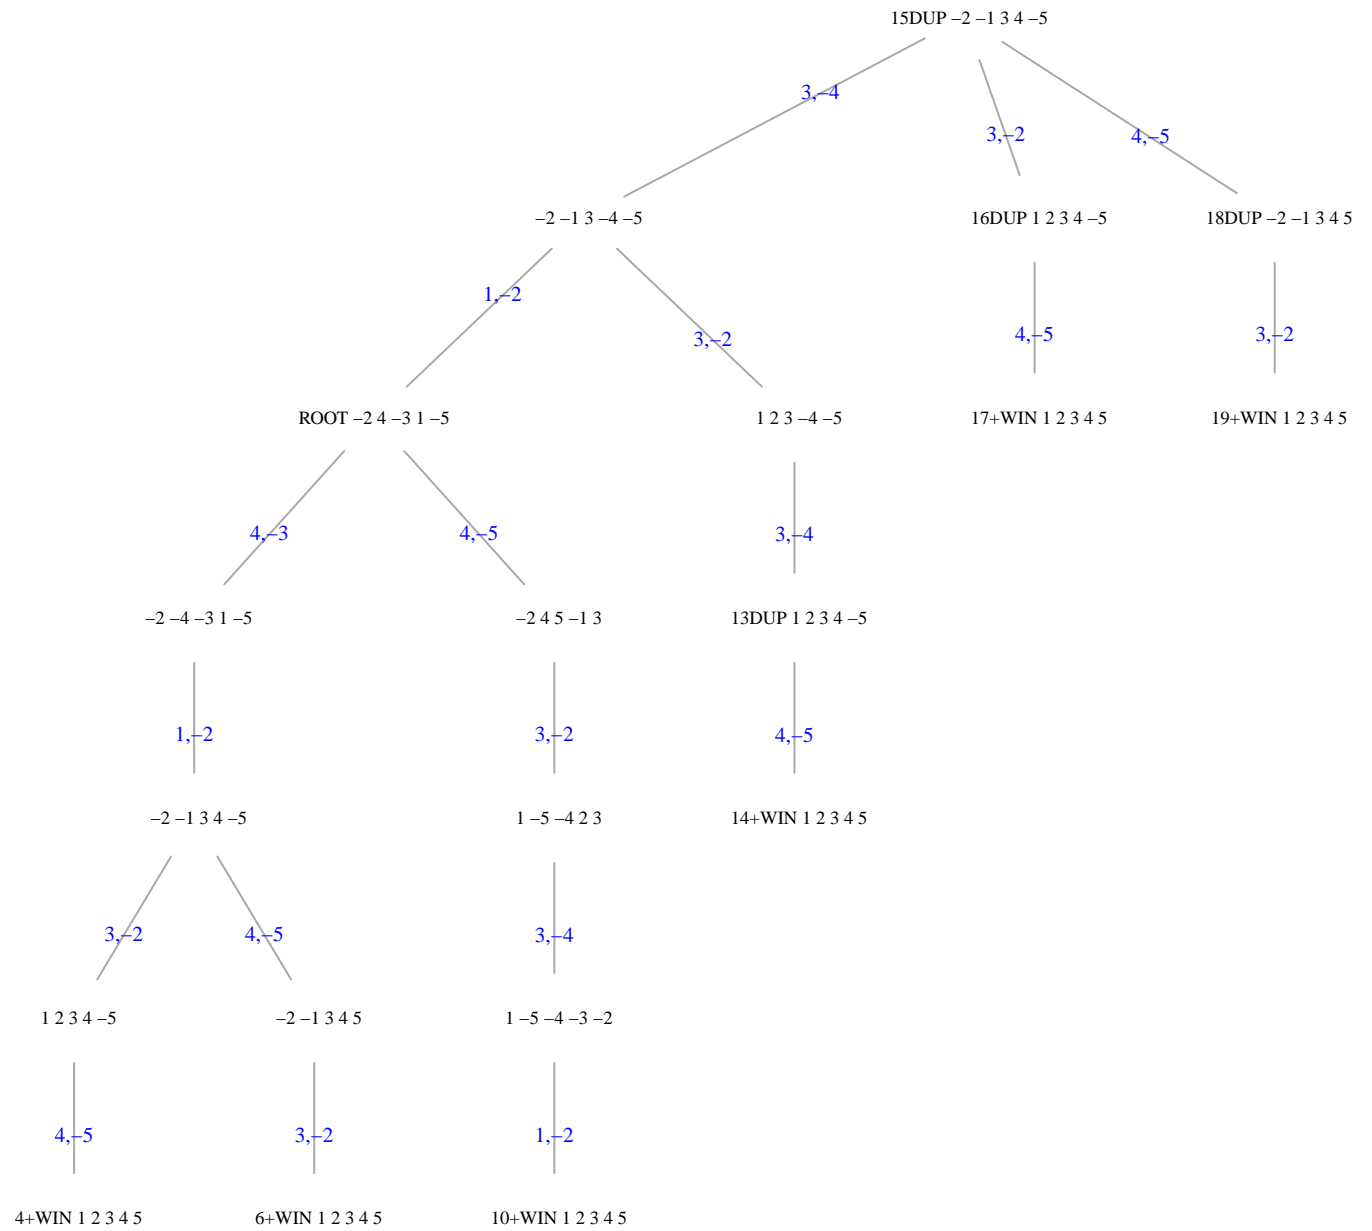 15DUP –2 –1 3 4 –5
3,–4
3,–2
4,–5
–2 –1 3 –4 –5
16DUP 1 2 3 4 –5
18DUP –2 –1 3 4 5
1,–2
3,–2
4,–5
3,–2
ROOT –2 4 –3 1 –5
1 2 3 –4 –5
17+WIN 1 2 3 4 5
19+WIN 1 2 3 4 5
4,–3
4,–5
3,–4
–2 –4 –3 1 –5
–2 4 5 –1 3
13DUP 1 2 3 4 –5
1,–2
3,–2
4,–5
–2 –1 3 4 –5
1 –5 –4 2 3
14+WIN 1 2 3 4 5
3,–2
4,–5
3,–4
1 2 3 4 –5
–2 –1 3 4 5
1 –5 –4 –3 –2
4,–5
3,–2
1,–2
4+WIN 1 2 3 4 5
6+WIN 1 2 3 4 5
10+WIN 1 2 3 4 5